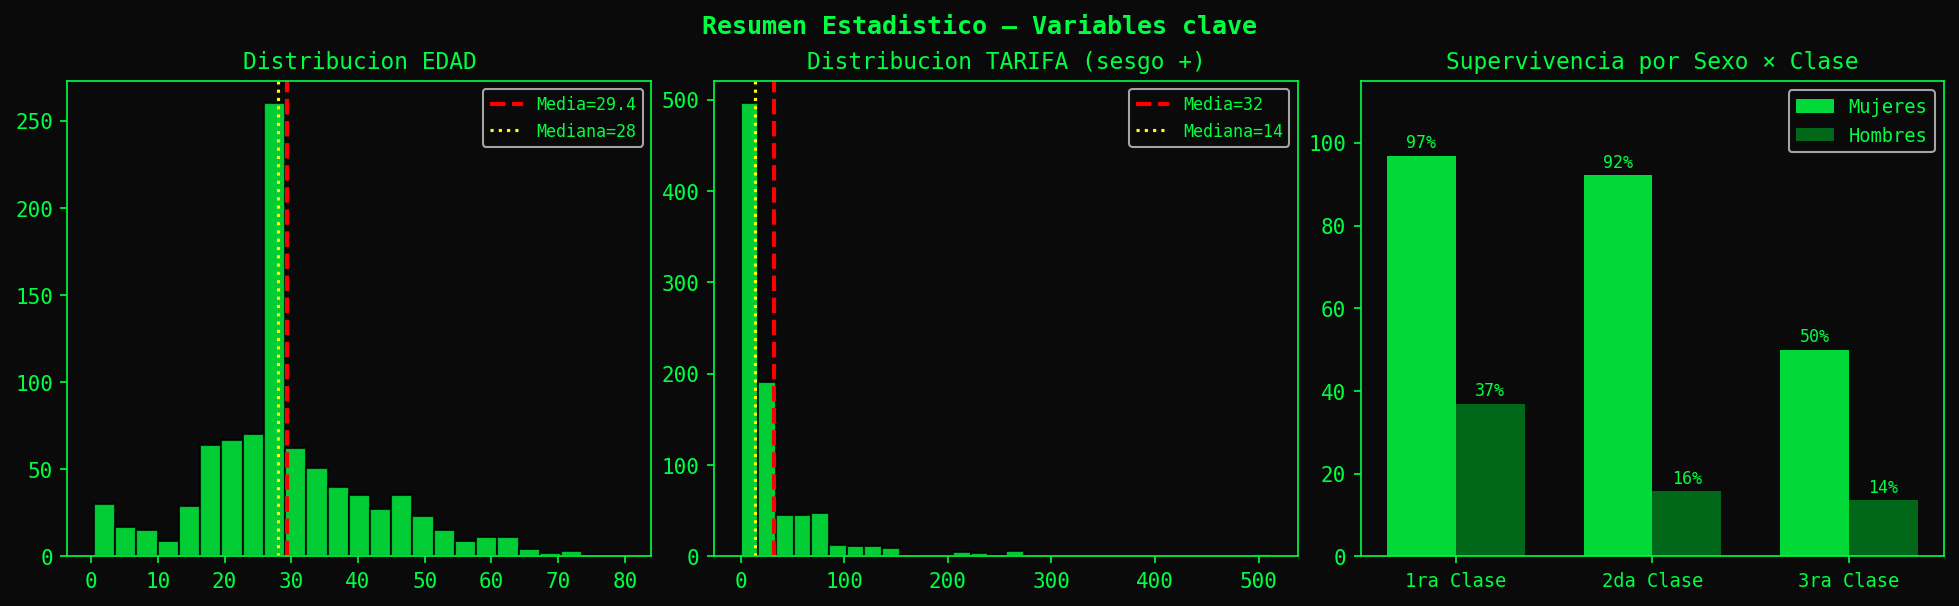 Resumen Estadistico — Variables clave
Distribucion EDAD
Media=29.4
Mediana=28
250
200
150
100
50
0
0 10 20 30 40 50 60 70 80
Distribucion TARIFA (sesgo +)
Media=32
Mediana=14
500
400
300
200
100
0
0 100 200 300 400 500
Supervivencia por Sexo × Clase
Mujeres
Hombres
100
80
60
40
20
0
97%
37%
92%
16%
50%
14%
1ra Clase 2da Clase 3ra Clase